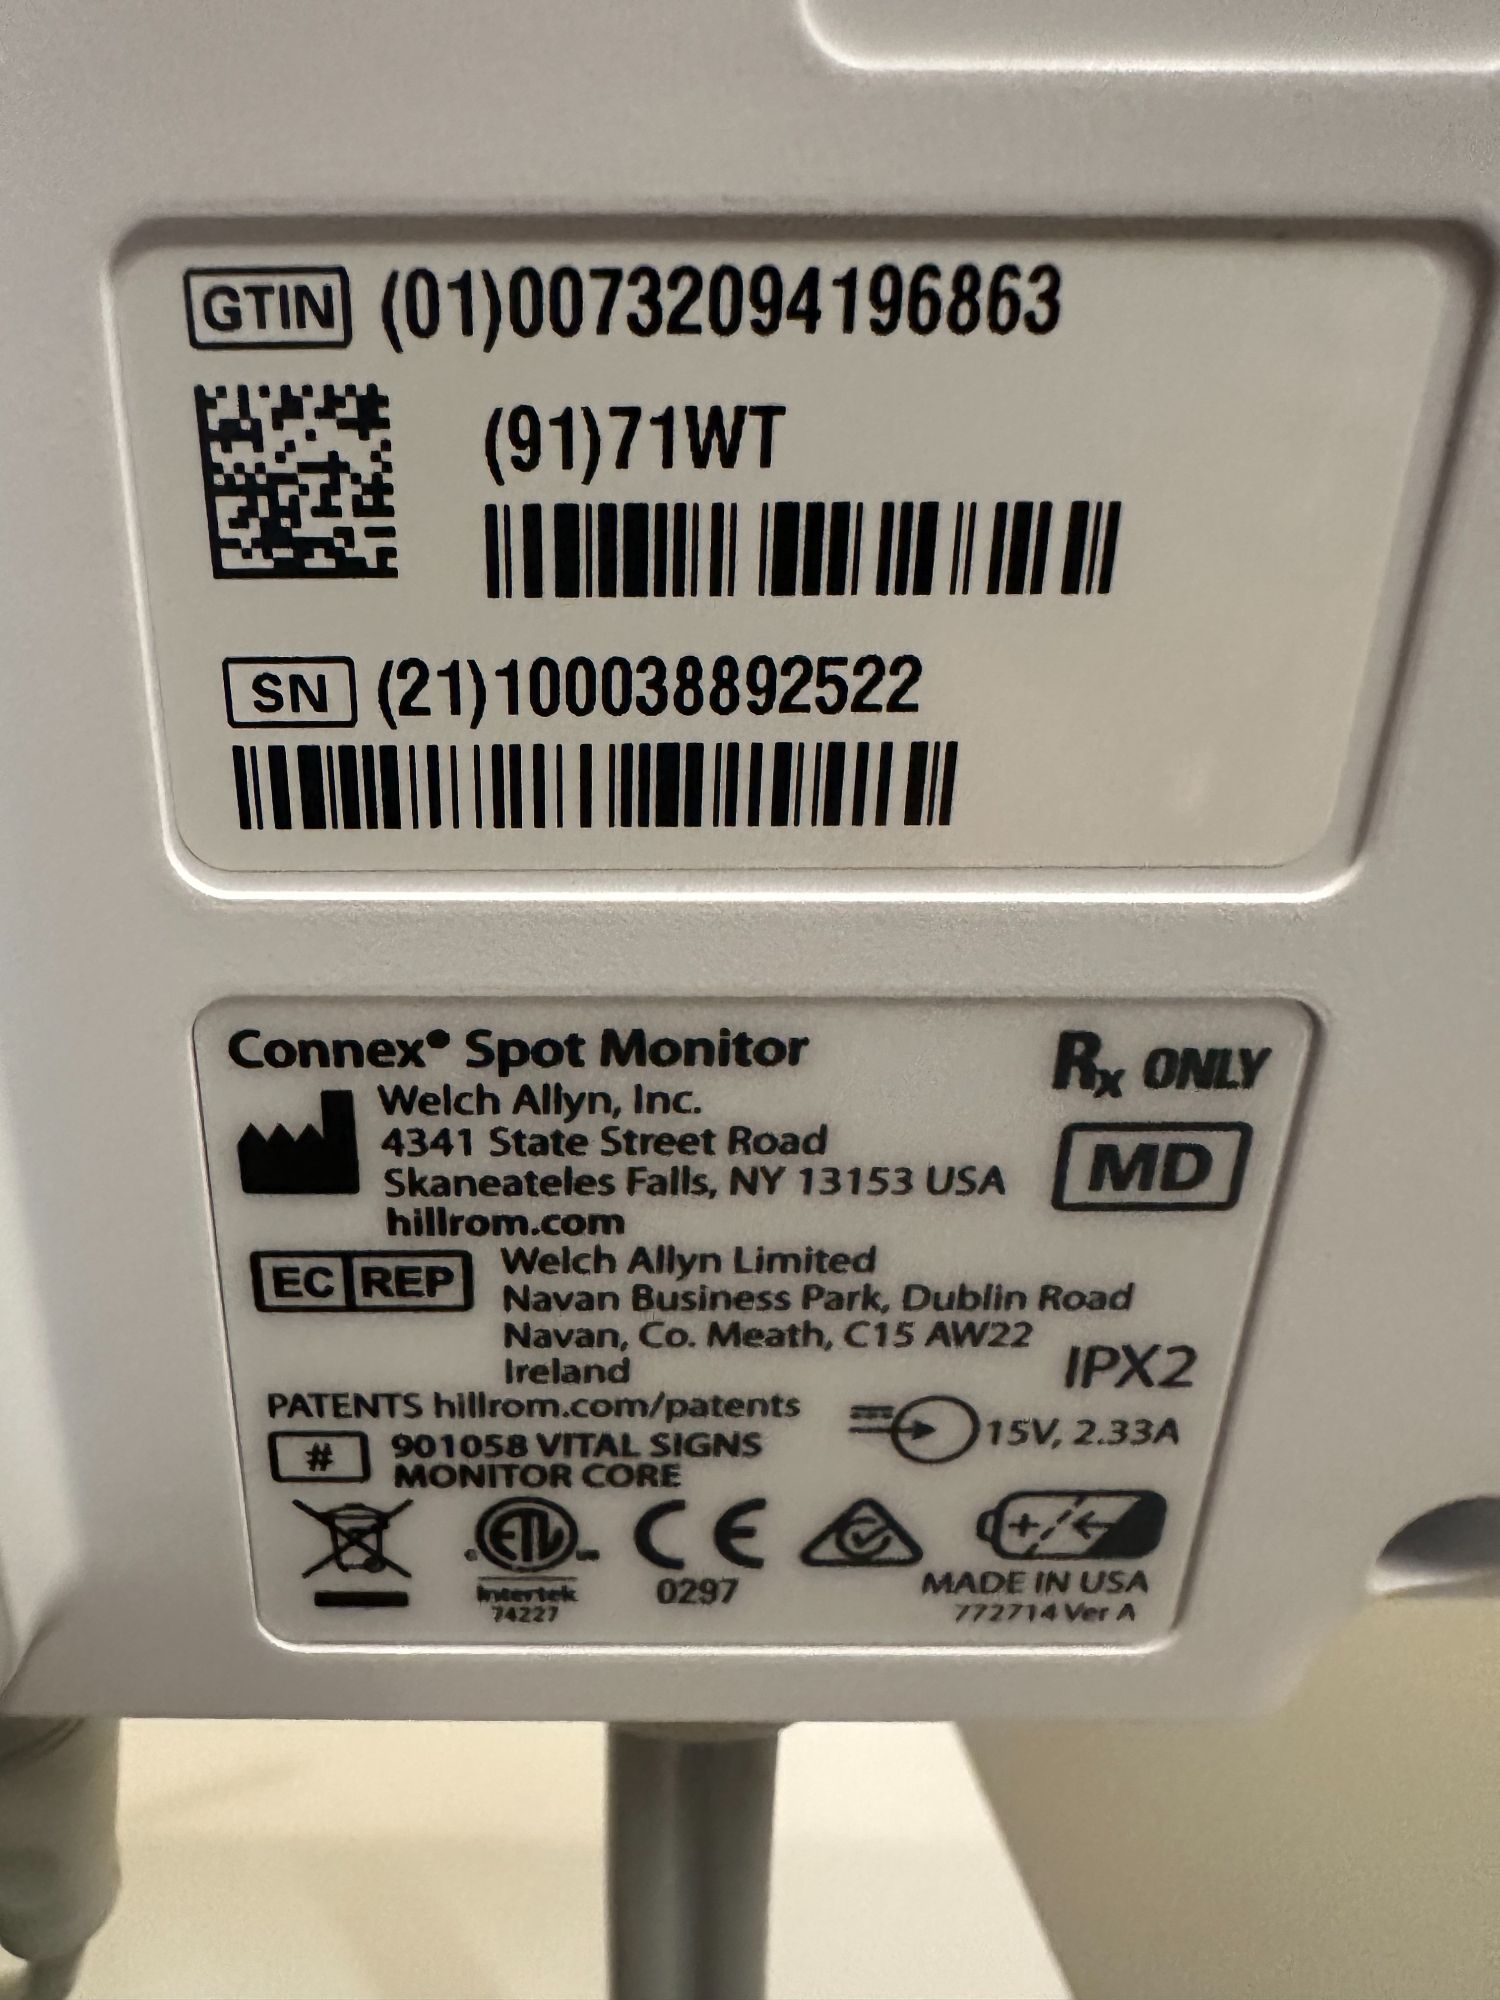 GTIN (01)00732094196863
(91)71WT
SN (21)100038892522
Connex® Spot Monitor
Rx ONLY
Welch Allyn, Inc.
4341 State Street Road
Skaneateles Falls, NY 13153 USA
hillrom.com
MD
EC REP
Welch Allyn Limited
Navan Business Park, Dublin Road
Navan, Co. Meath, C15 AW22
Ireland
IPX2
PATENTS hillrom.com/patents
15V, 2.33A
# 901058 VITAL SIGNS
MONITOR CORE
ETL
Intertek
74227
CE
0297
MADE IN USA
772714 Ver A